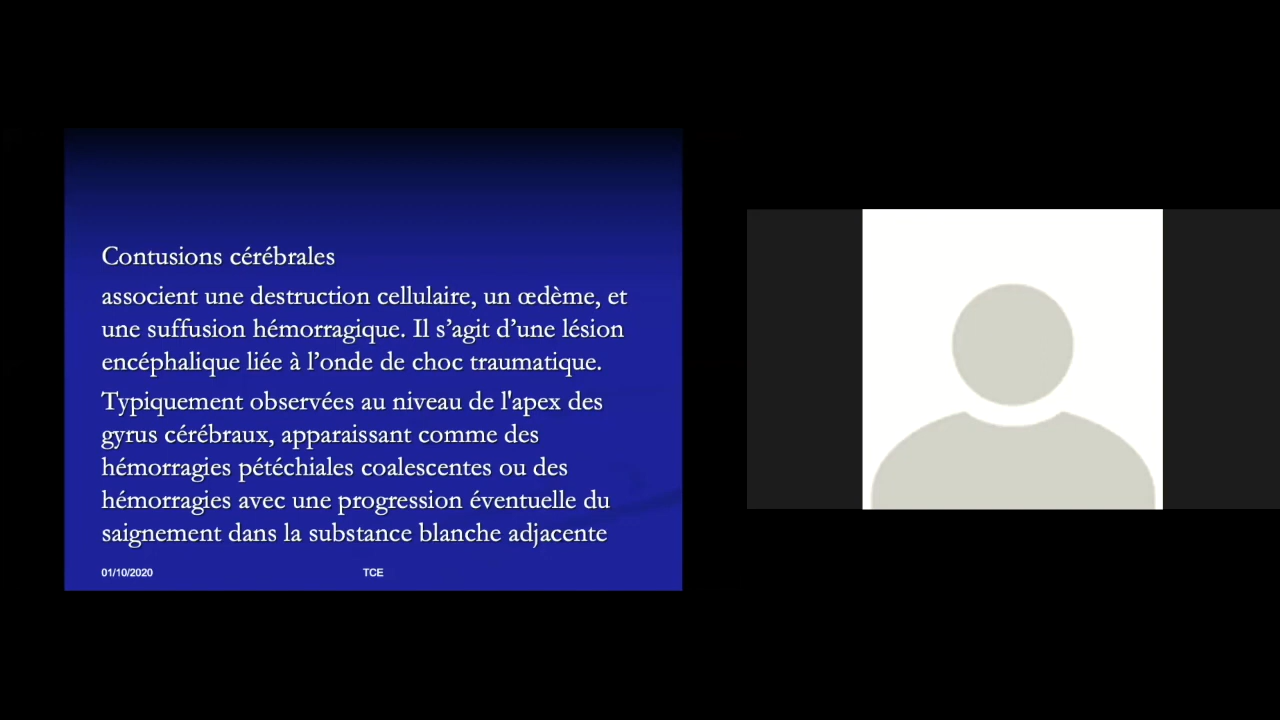 Contusions cérébrales
associent une destruction cellulaire, un œdème, et
une suffusion hémorragique. Il s’agit d’une lésion
encéphalique liée à l’onde de choc traumatique.
Typiquement observées au niveau de l'apex des
gyrus cérébraux, apparaissant comme des
hémorragies pétéchiales coalescentes ou des
hémorragies avec une progression éventuelle du
saignement dans la substance blanche adjacente
01/10/2020
TCE